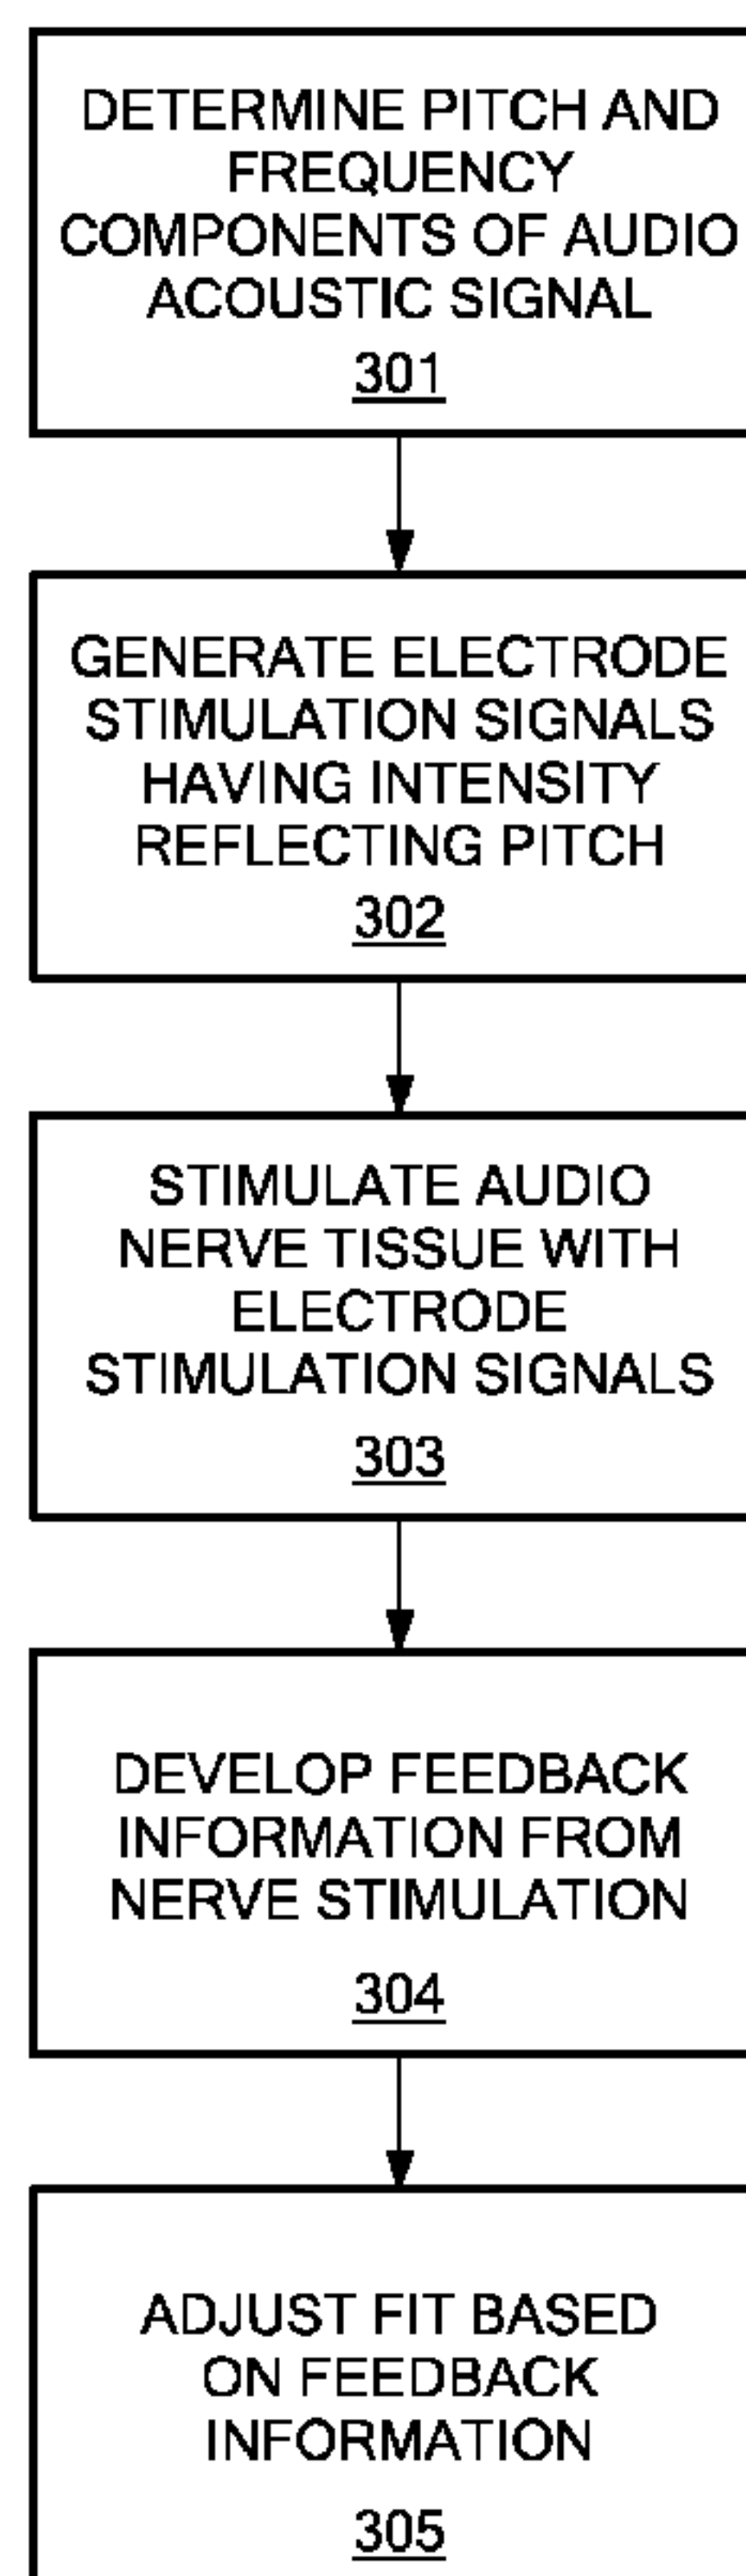 DETERMINE PITCH AND
FREQUENCY
COMPONENTS OF AUDIO
ACOUSTIC SIGNAL
301
GENERATE ELECTRODE
STIMULATION SIGNALS
HAVING INTENSITY
REFLECTING PITCH
302
STIMULATE AUDIO
NERVE TISSUE WITH
ELECTRODE
STIMULATION SIGNALS
303
DEVELOP FEEDBACK
INFORMATION FROM
NERVE STIMULATION
304
ADJUST FIT BASED
ON FEEDBACK
INFORMATION
305